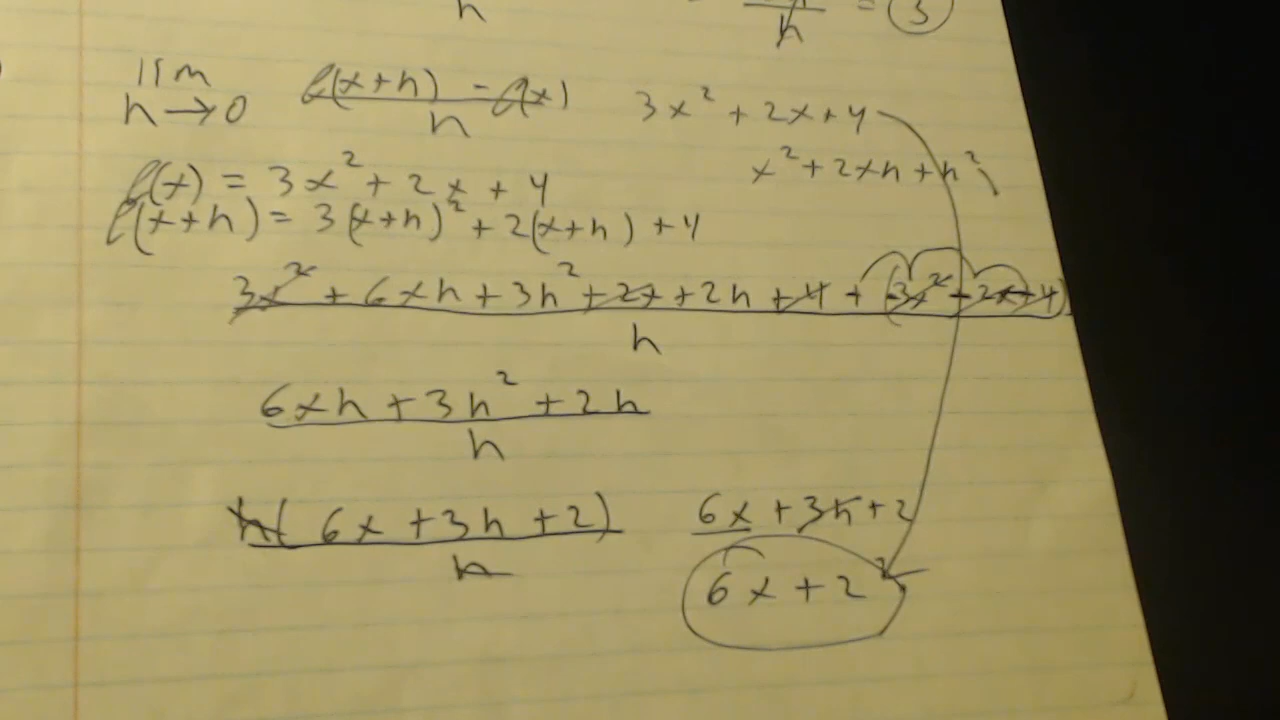 h
h = 3
lim h→0 f(x+h) - f(x) / h
3x² + 2x + 4
x² + 2xh + h²)
f(x) = 3x² + 2x + 4
f(x+h) = 3(x+h)² + 2(x+h) + 4
3x² + 6xh + 3h² + 2x + 2h + 4 + (-3x² - 2x - 4)
h
6xh + 3h² + 2h
h
h( 6x + 3h + 2)
h
6x + 3h + 2
6x + 2